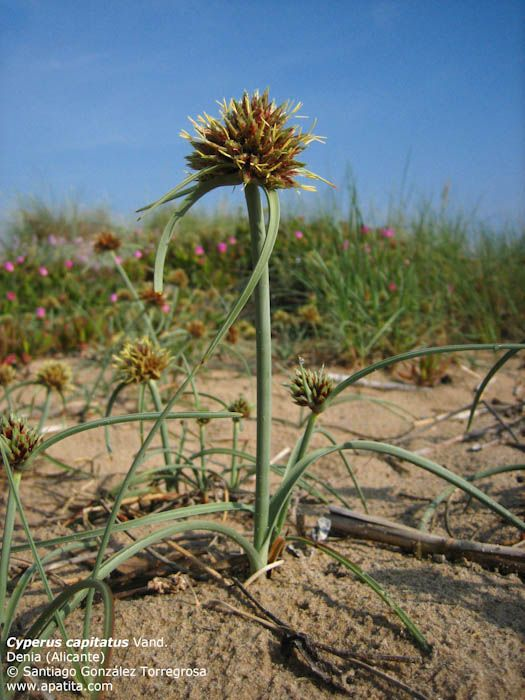 Cyperus capitatus Vand.
Denia (Alicante)
© Santiago González Torregrosa
www.apatita.com